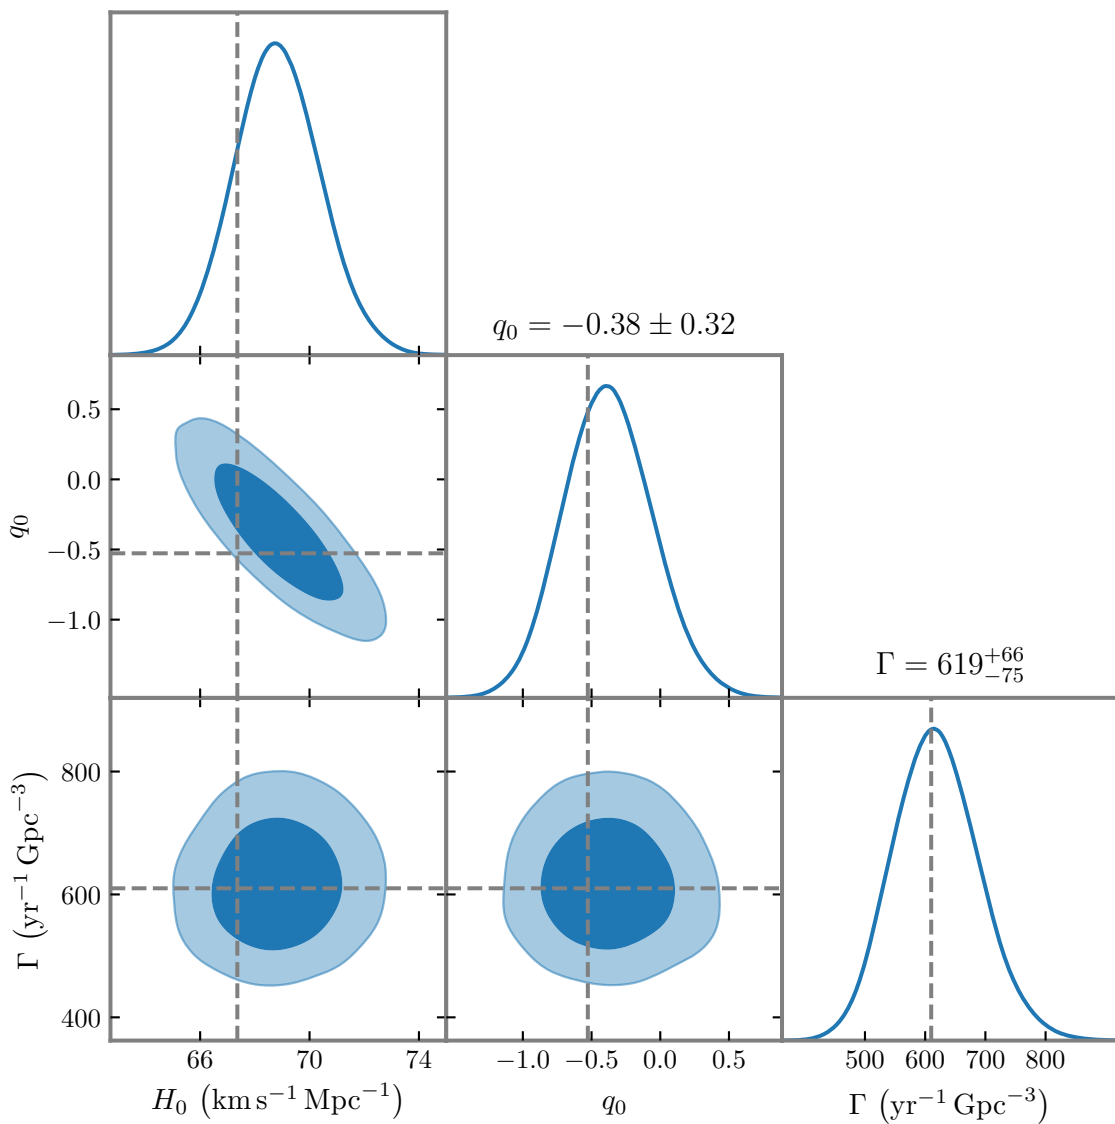 q₀ = −0.38 ± 0.32
0.5
0.0
−0.5
−1.0
q₀
Γ = 619⁺⁶⁶₋₇₅
800
600
400
Γ (yr⁻¹ Gpc⁻³)
66 70 74
−1.0 −0.5 0.0 0.5
500 600 700 800
H₀ (km s⁻¹ Mpc⁻¹)
q₀
Γ (yr⁻¹ Gpc⁻³)